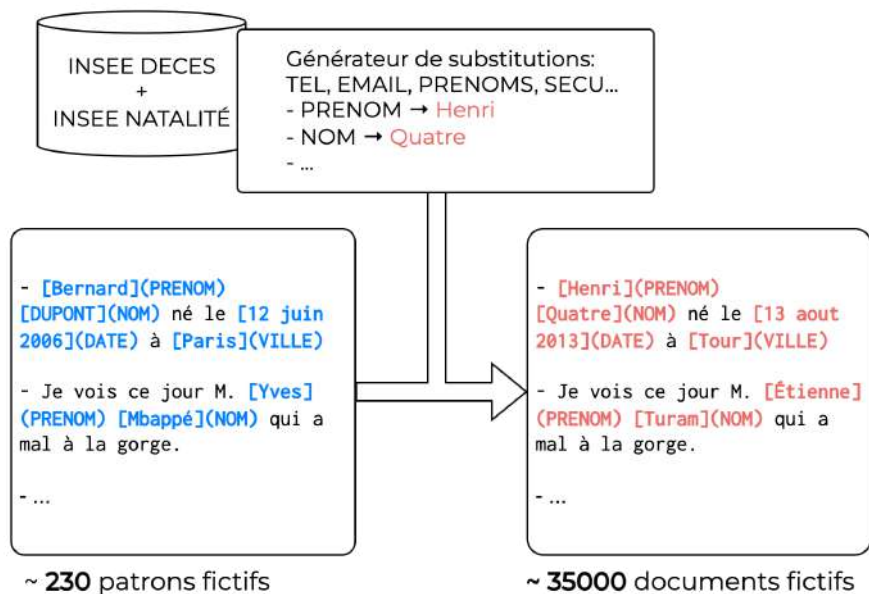 INSEE DECES
+
INSEE NATALITÉ
Générateur de substitutions:
TEL, EMAIL, PRENOMS, SECU...
- PRENOM → Henri
- NOM → Quatre
- ...
- [Bernard](PRENOM)
[DUPONT](NOM) né le [12 juin
2006](DATE) à [Paris](VILLE)
- Je vois ce jour M. [Yves]
(PRENOM) [Mbappé](NOM) qui a
mal à la gorge.
- ...
~ 230 patrons fictifs
- [Henri](PRENOM)
[Quatre](NOM) né le [13 aout
2013](DATE) à [Tour](VILLE)
- Je vois ce jour M. [Étienne]
(PRENOM) [Turam](NOM) qui a
mal à la gorge.
- ...
~ 35000 documents fictifs